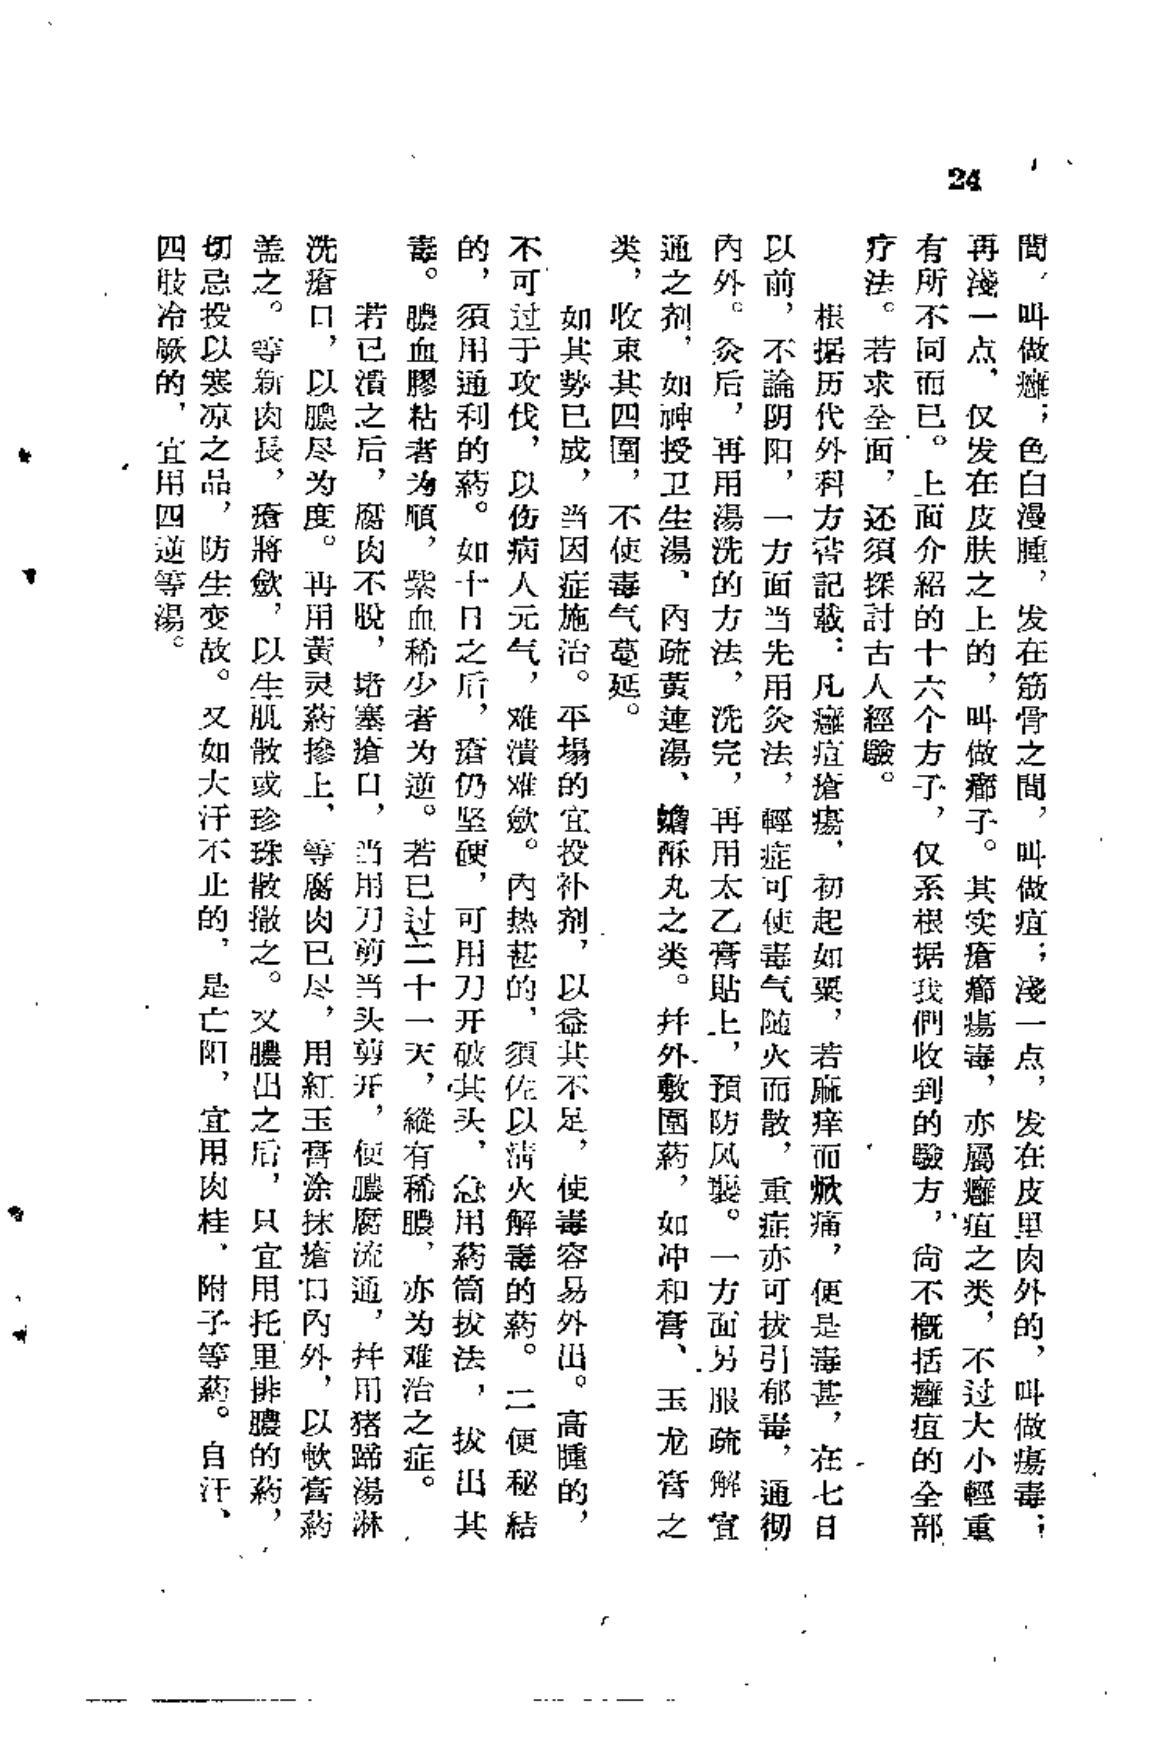 24
間，叫做癰；色白漫腫，发在筋骨之間，叫做疽；淺一点，发在皮里肉外的，叫做瘍毒；
再淺一点，仅发在皮肤之上的，叫做癤子。其实瘡癤瘍毒，亦屬癰疽之类，不过大小輕重
有所不同而已。上面介紹的十六个方子，仅系根据我們收到的驗方，尙不概括癰疽的全部
疗法。若求全面，还須探討古人經驗。
根据历代外科方書記載：凡癰疽瘡瘍，初起如粟，若麻痒而焮痛，便是毒甚，在七日
以前，不論阴阳，一方面当先用灸法，輕症可使毒气随火而散，重症亦可拔引郁毒，通彻
內外。灸后，再用湯洗的方法，洗完，再用太乙膏貼上，預防风襲。一方面另服疏解宣
通之剂，如神授卫生湯、內疏黃連湯、蟾酥丸之类。幷外敷圍葯，如冲和膏、玉龙膏之
类，收束其四圍，不使毒气蔓延。
如其勢已成，当因症施治。平塌的宜投补剂，以益其不足，使毒容易外出。高腫的，
不可过于攻伐，以伤病人元气，难潰难斂。內热甚的，須佐以淸火解毒的葯。二便秘結
的，須用通利的葯。如十日之后，瘡仍坚硬，可用刀开破其头，急用葯筒拔法，拔出其
毒。膿血膠粘者为順，紫血稀少者为逆。若已过二十一天，縱有稀膿，亦为难治之症。
若已潰之后，腐肉不脫，堵塞瘡口，当用刀剪当头剪开，使膿腐流通，幷用猪蹄湯淋
洗瘡口，以膿尽为度。再用黃灵葯摻上，等腐肉已尽，用紅玉膏涂抹瘡口內外，以軟膏葯
盖之。等新肉長，瘡將斂，以生肌散或珍珠散撒之。又膿出之后，只宜用托里排膿的葯，
切忌投以寒凉之品，防生变故。又如大汗不止的，是亡阳，宜用肉桂、附子等葯。自汗、
四肢冷厥的，宜用四逆等湯。